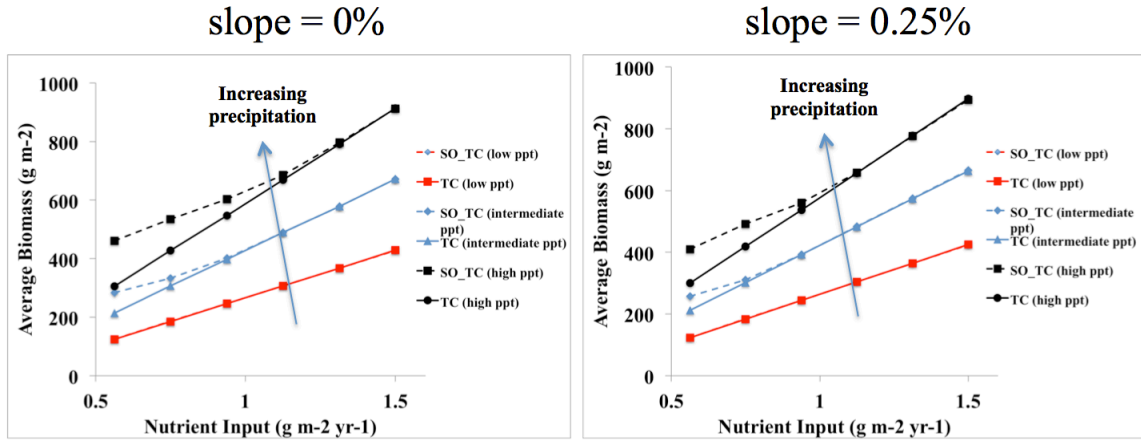 slope = 0%
1000
800
600
400
200
0
0.5
1
1.5
Average Biomass (g m-2)
Nutrient Input (g m-2 yr-1)
Increasing
precipitation
SO_TC (low ppt)
TC (low ppt)
SO_TC (intermediate
ppt)
TC (intermediate ppt)
SO_TC (high ppt)
TC (high ppt)
slope = 0.25%
1000
800
600
400
200
0
0.5
1
1.5
Average Biomass (g m-2)
Nutrient Input (g m-2 yr-1)
Increasing
precipitation
SO_TC (low ppt)
TC (low ppt)
SO_TC (intermediate
ppt)
TC (intermediate ppt)
SO_TC (high ppt)
TC (high ppt)